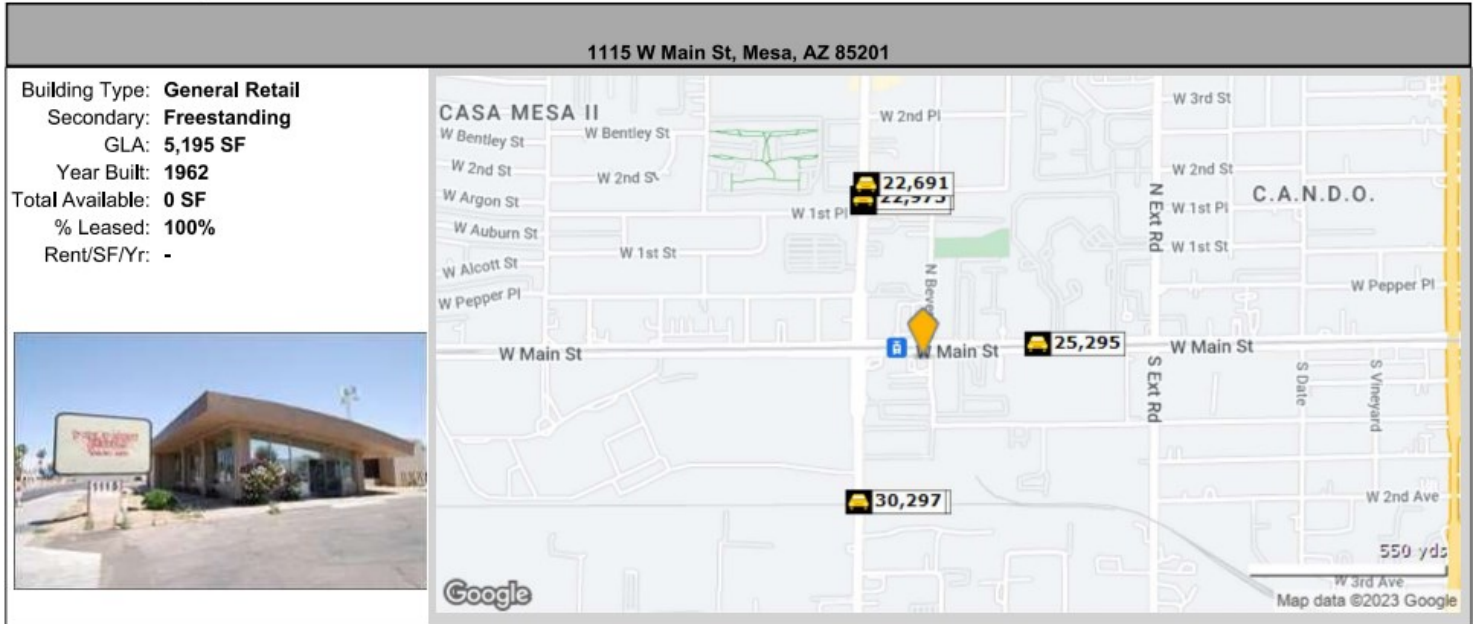 1115 W Main St, Mesa, AZ 85201
Building Type: General Retail
Secondary: Freestanding
GLA: 5,195 SF
Year Built: 1962
Total Available: 0 SF
% Leased: 100%
Rent/SF/Yr: -
CASA MESA II
W Bentley St
W Bentley St
W 2nd St
W 2nd St
W Argon St
W Auburn St
W 1st St
W Alcott St
W Pepper Pl
W 2nd Pl
22,691
22,973
W 1st Pl
N Beve
W Main St
W Main St
25,295
W Main St
30,297
W 3rd St
W 2nd St
C.A.N.D.O.
N Ext Rd
W 1st Pl
W 1st St
W Pepper Pl
S Ext Rd
S Date
S Vineyard
W 2nd Ave
550 yds
W 3rd Ave
Google
Map data ©2023 Google